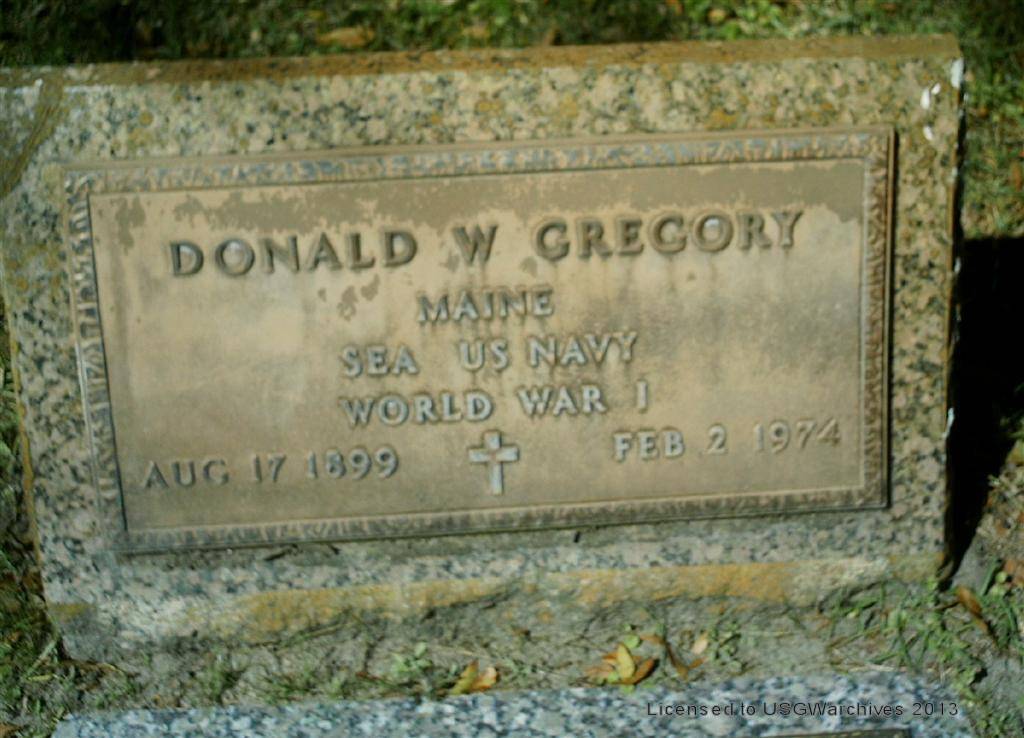 DONALD W GREGORY
MAINE
SEA US NAVY
WORLD WAR I
AUG 17 1899 FEB 2 1974
Licensed to USGWarchives 2013